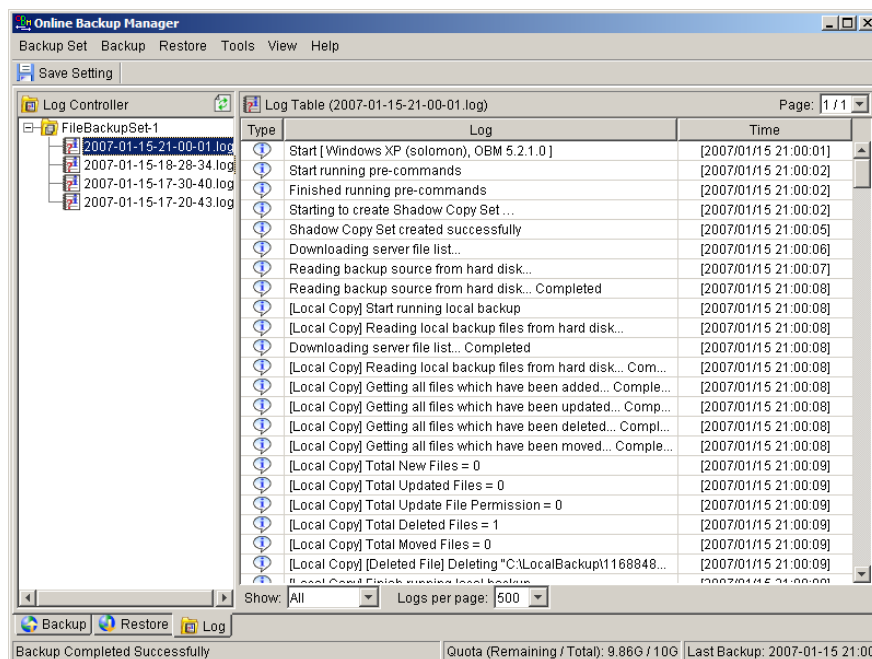 Online Backup Manager
Backup Set Backup Restore Tools View Help
Save Setting
Log Controller
FileBackupSet-1
2007-01-15-21-00-01.log
2007-01-15-18-28-34.log
2007-01-15-17-30-40.log
2007-01-15-17-20-43.log
Log Table (2007-01-15-21-00-01.log) Page: 1 / 1
Type Log Time
Start [ Windows XP (solomon), OBM 5.2.1.0 ] [2007/01/15 21:00:01]
Start running pre-commands [2007/01/15 21:00:02]
Finished running pre-commands [2007/01/15 21:00:02]
Starting to create Shadow Copy Set ... [2007/01/15 21:00:02]
Shadow Copy Set created successfully [2007/01/15 21:00:05]
Downloading server file list... [2007/01/15 21:00:06]
Reading backup source from hard disk... [2007/01/15 21:00:07]
Reading backup source from hard disk... Completed [2007/01/15 21:00:08]
[Local Copy] Start running local backup [2007/01/15 21:00:08]
[Local Copy] Reading local backup files from hard disk... [2007/01/15 21:00:08]
Downloading server file list... Completed [2007/01/15 21:00:08]
[Local Copy] Reading local backup files from hard disk... Com... [2007/01/15 21:00:08]
[Local Copy] Getting all files which have been added... Comple... [2007/01/15 21:00:08]
[Local Copy] Getting all files which have been updated... Comp... [2007/01/15 21:00:08]
[Local Copy] Getting all files which have been deleted... Compl... [2007/01/15 21:00:08]
[Local Copy] Getting all files which have been moved... Comple... [2007/01/15 21:00:08]
[Local Copy] Total New Files = 0 [2007/01/15 21:00:09]
[Local Copy] Total Updated Files = 0 [2007/01/15 21:00:09]
[Local Copy] Total Update File Permission = 0 [2007/01/15 21:00:09]
[Local Copy] Total Deleted Files = 1 [2007/01/15 21:00:09]
[Local Copy] Total Moved Files = 0 [2007/01/15 21:00:09]
[Local Copy] [Deleted File] Deleting "C:\LocalBackup\1168848... [2007/01/15 21:00:09]
[Local Copy] Finish running local backup [2007/01/15 21:00:09]
Show: All Logs per page: 500
Backup Restore Log
Backup Completed Successfully Quota (Remaining / Total): 9.86G / 10G Last Backup: 2007-01-15 21:00